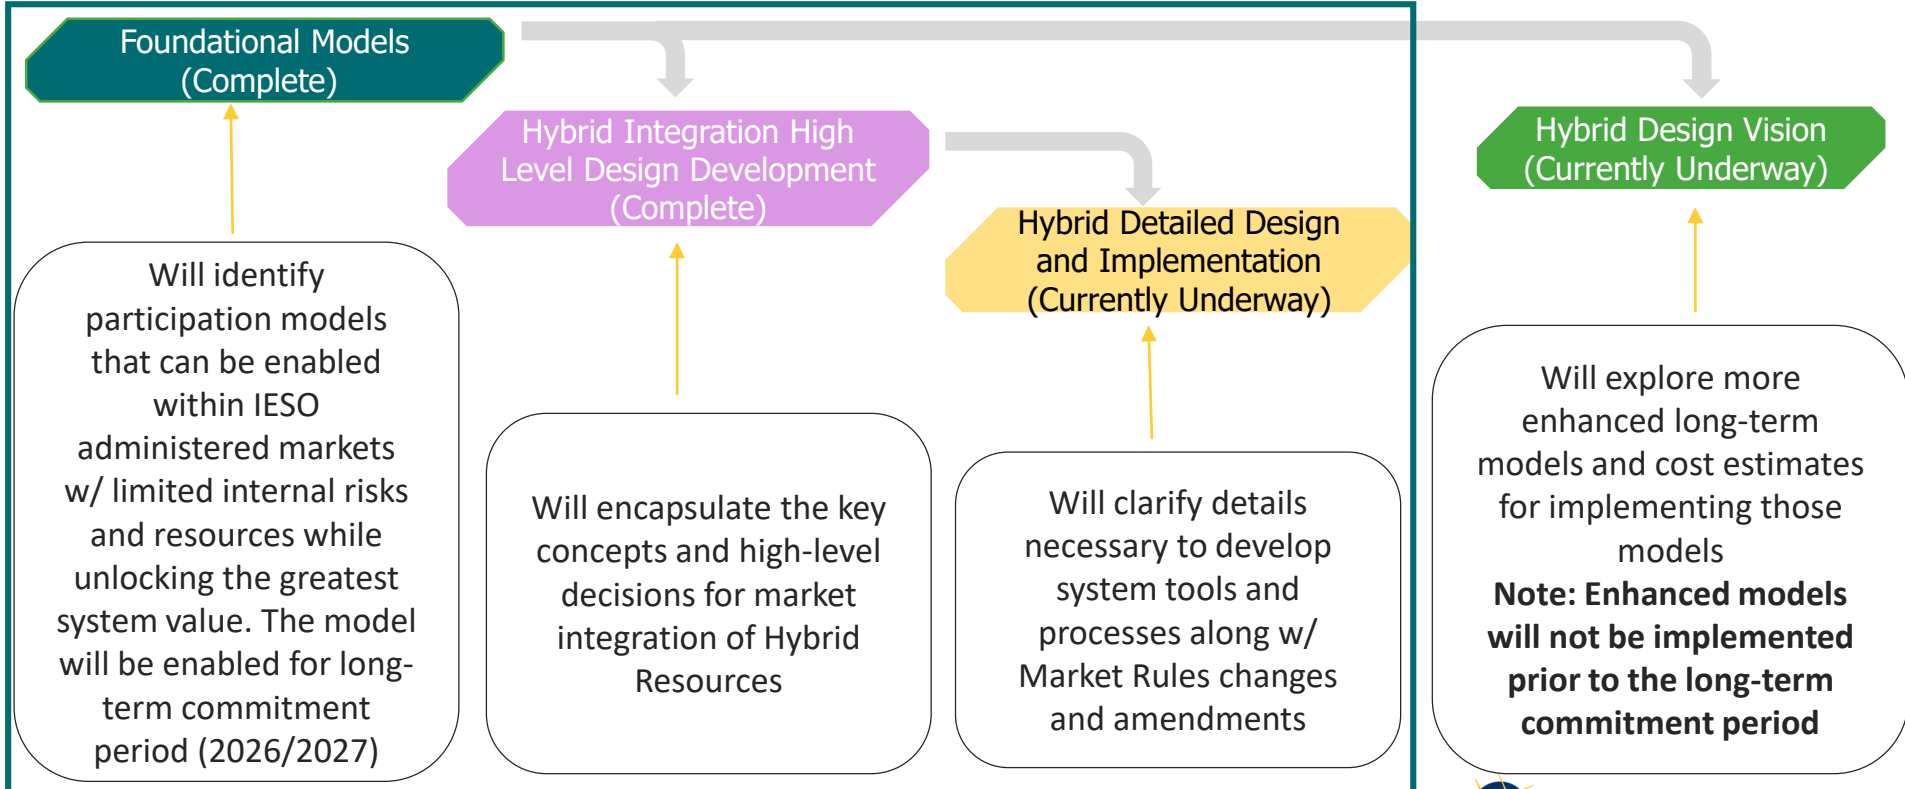 Foundational Models
(Complete)
Hybrid Integration High
Level Design Development
(Complete)
Hybrid Detailed Design
and Implementation
(Currently Underway)
Hybrid Design Vision
(Currently Underway)
Will identify
participation models
that can be enabled
within IESO
administered markets
w/ limited internal risks
and resources while
unlocking the greatest
system value. The model
will be enabled for long-
term commitment
period (2026/2027)
Will encapsulate the key
concepts and high-level
decisions for market
integration of Hybrid
Resources
Will clarify details
necessary to develop
system tools and
processes along w/
Market Rules changes
and amendments
Will explore more
enhanced long-term
models and cost estimates
for implementing those
models
Note: Enhanced models
will not be implemented
prior to the long-term
commitment period